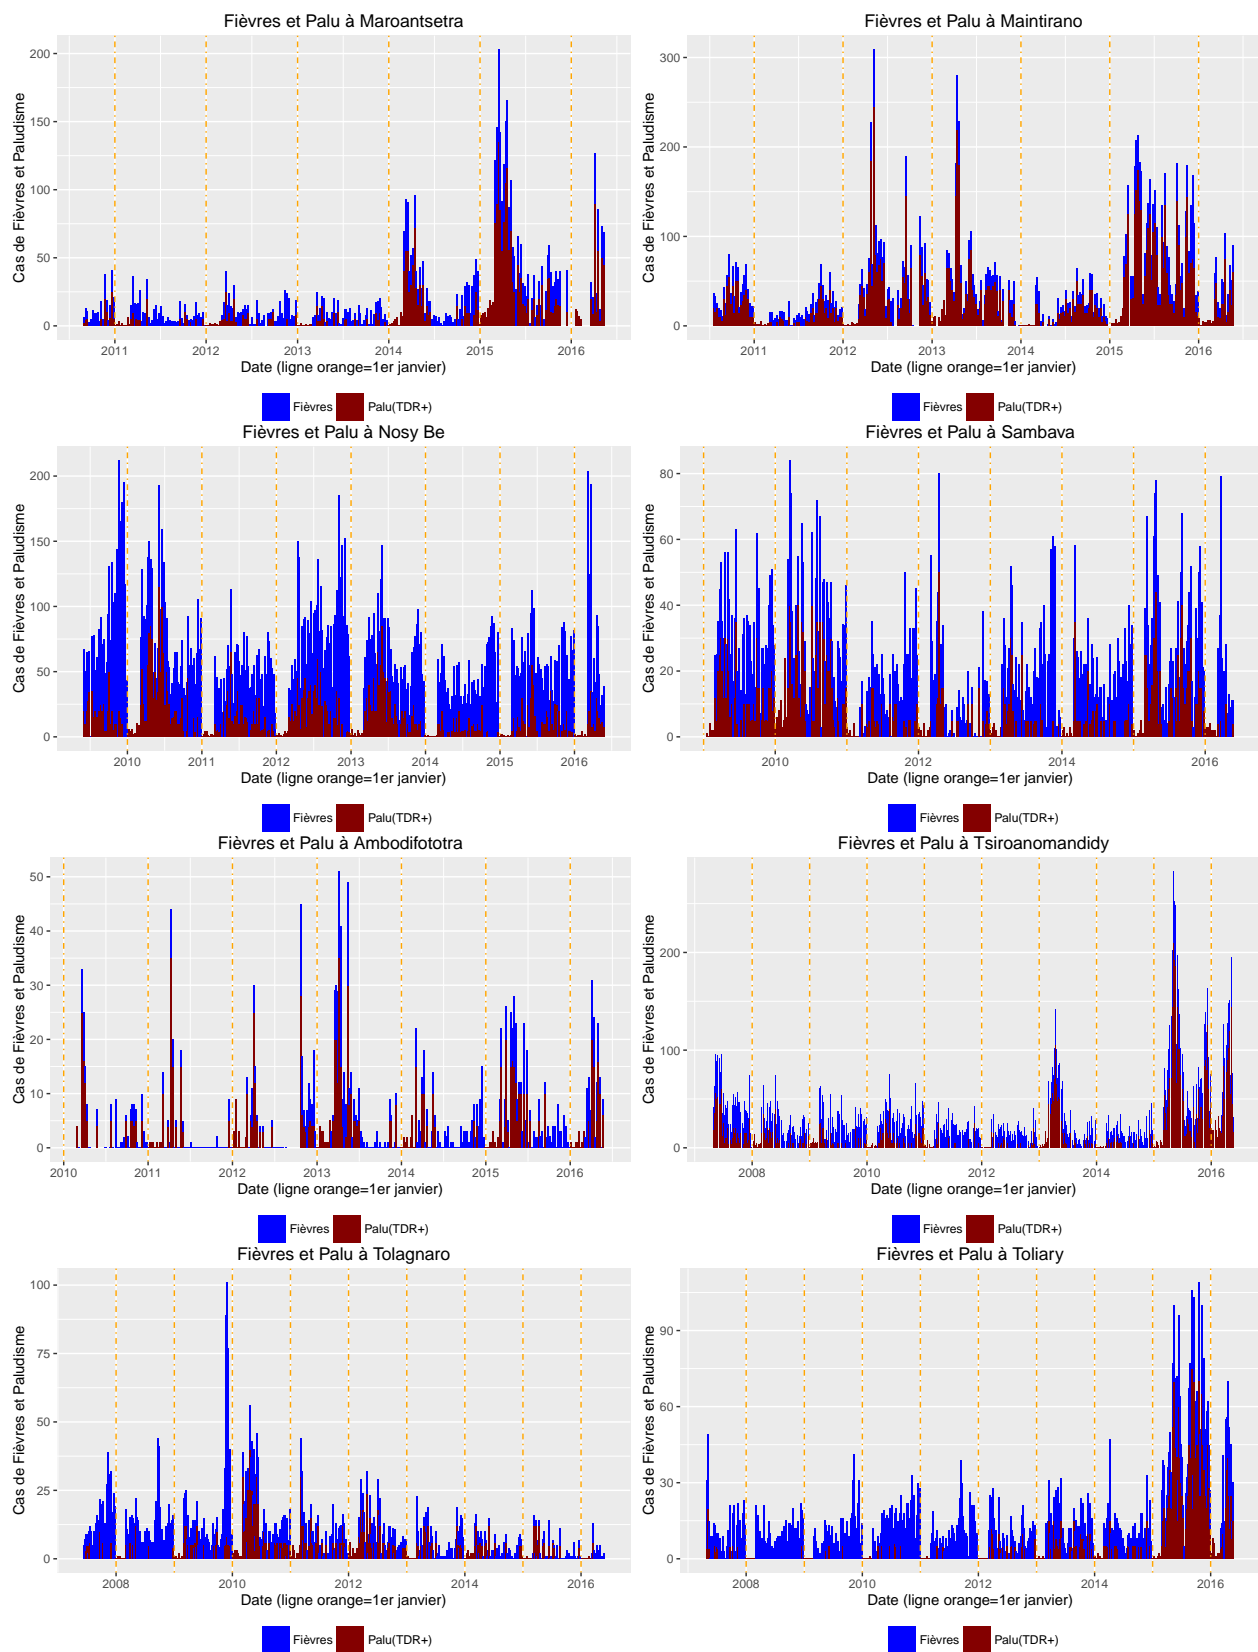 Fièvres et Palu à Maroantsetra
Cas de Fièvres et Paludisme
200
150
100
50
0
2011 2012 2013 2014 2015 2016
Date (ligne orange=1er janvier)
Fièvres Palu(TDR+)
Fièvres et Palu à Maintirano
Cas de Fièvres et Paludisme
300
200
100
0
2011 2012 2013 2014 2015 2016
Date (ligne orange=1er janvier)
Fièvres Palu(TDR+)
Fièvres et Palu à Nosy Be
Cas de Fièvres et Paludisme
200
150
100
50
0
2010 2011 2012 2013 2014 2015 2016
Date (ligne orange=1er janvier)
Fièvres Palu(TDR+)
Fièvres et Palu à Sambava
Cas de Fièvres et Paludisme
80
60
40
20
0
2010 2012 2014 2016
Date (ligne orange=1er janvier)
Fièvres Palu(TDR+)
Fièvres et Palu à Ambodifototra
Cas de Fièvres et Paludisme
50
40
30
20
10
0
2010 2011 2012 2013 2014 2015 2016
Date (ligne orange=1er janvier)
Fièvres Palu(TDR+)
Fièvres et Palu à Tsiroanomandidy
Cas de Fièvres et Paludisme
200
100
0
2008 2010 2012 2014 2016
Date (ligne orange=1er janvier)
Fièvres Palu(TDR+)
Fièvres et Palu à Tolagnaro
Cas de Fièvres et Paludisme
100
75
50
25
0
2008 2010 2012 2014 2016
Date (ligne orange=1er janvier)
Fièvres Palu(TDR+)
Fièvres et Palu à Toliary
Cas de Fièvres et Paludisme
90
60
30
0
2008 2010 2012 2014 2016
Date (ligne orange=1er janvier)
Fièvres Palu(TDR+)